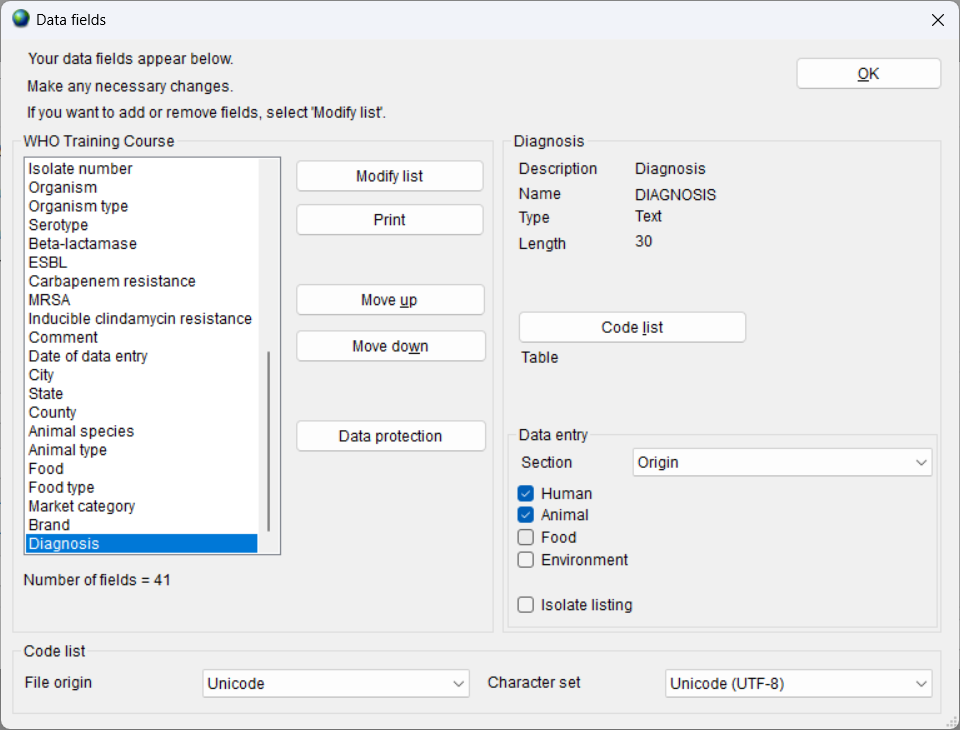 Data fields
Your data fields appear below.
Make any necessary changes.
If you want to add or remove fields, select 'Modify list'.
OK
WHO Training Course
Isolate number
Organism
Organism type
Serotype
Beta-lactamase
ESBL
Carbapenem resistance
MRSA
Inducible clindamycin resistance
Comment
Date of data entry
City
State
County
Animal species
Animal type
Food
Food type
Market category
Brand
Diagnosis
Number of fields = 41
Modify list
Print
Move up
Move down
Data protection
Diagnosis
Description Diagnosis
Name DIAGNOSIS
Type Text
Length 30
Code list
Table
Data entry
Section Origin
Human
Animal
Food
Environment
Isolate listing
Code list
File origin Unicode Character set Unicode (UTF-8)